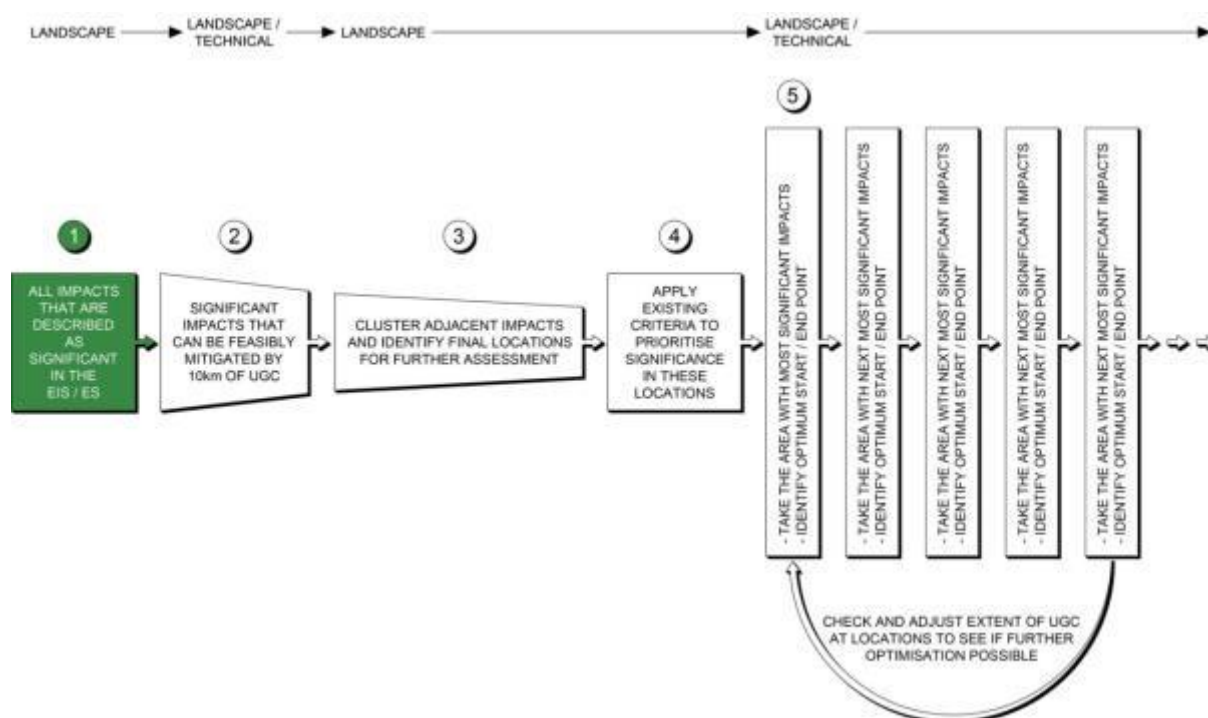 LANDSCAPE
LANDSCAPE /
TECHNICAL
LANDSCAPE
LANDSCAPE /
TECHNICAL
1
ALL IMPACTS
THAT ARE
DESCRIBED
AS
SIGNIFICANT
IN THE
EIS / ES
2
SIGNIFICANT
IMPACTS THAT
CAN BE FEASIBLY
MITIGATED BY
10km OF UGC
3
CLUSTER ADJACENT IMPACTS
AND IDENTIFY FINAL LOCATIONS
FOR FURTHER ASSESSMENT
4
APPLY
EXISTING
CRITERIA TO
PRIORITISE
SIGNIFICANCE
IN THESE
LOCATIONS
5
- TAKE THE AREA WITH MOST SIGNIFICANT IMPACTS
- IDENTIFY OPTIMUM START / END POINT
- TAKE THE AREA WITH NEXT MOST SIGNIFICANT IMPACTS
- IDENTIFY OPTIMUM START / END POINT
- TAKE THE AREA WITH NEXT MOST SIGNIFICANT IMPACTS
- IDENTIFY OPTIMUM START / END POINT
- TAKE THE AREA WITH NEXT MOST SIGNIFICANT IMPACTS
- IDENTIFY OPTIMUM START / END POINT
- TAKE THE AREA WITH NEXT MOST SIGNIFICANT IMPACTS
- IDENTIFY OPTIMUM START / END POINT
CHECK AND ADJUST EXTENT OF UGC
AT LOCATIONS TO SEE IF FURTHER
OPTIMISATION POSSIBLE